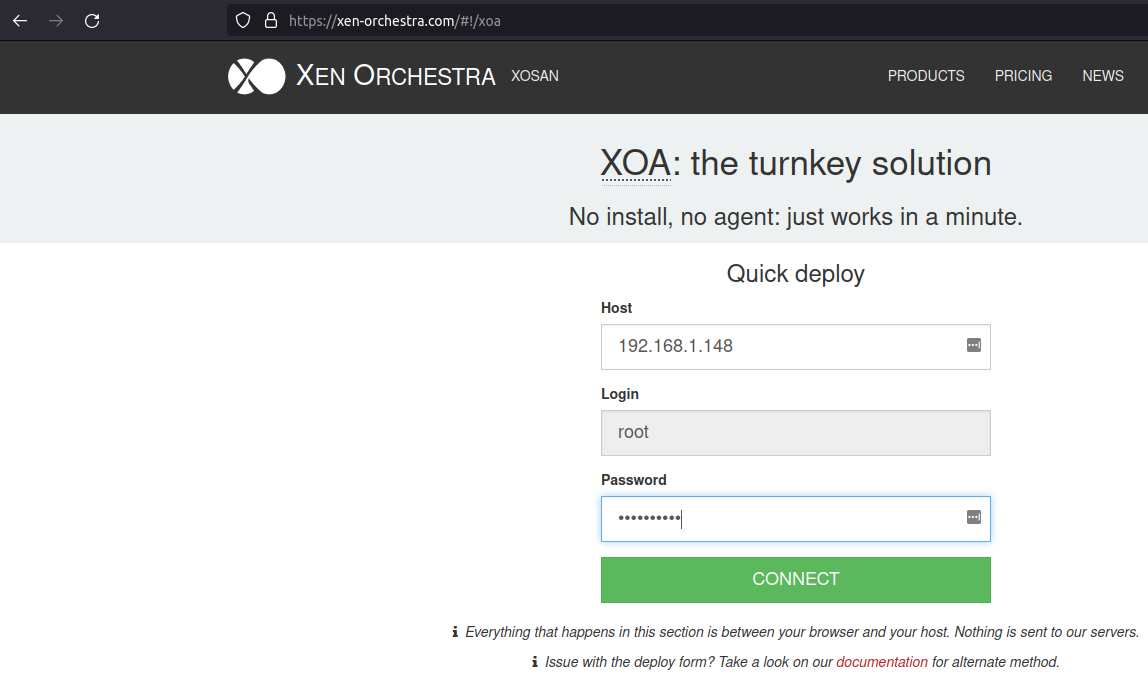 https://xen-orchestra.com/#!/xoa
XEN ORCHESTRA XOSAN PRODUCTS PRICING NEWS
XOA: the turnkey solution
No install, no agent: just works in a minute.
Quick deploy
Host
192.168.1.148
Login
root
Password
••••••••••
CONNECT
Everything that happens in this section is between your browser and your host. Nothing is sent to our servers.
Issue with the deploy form? Take a look on our documentation for alternate method.